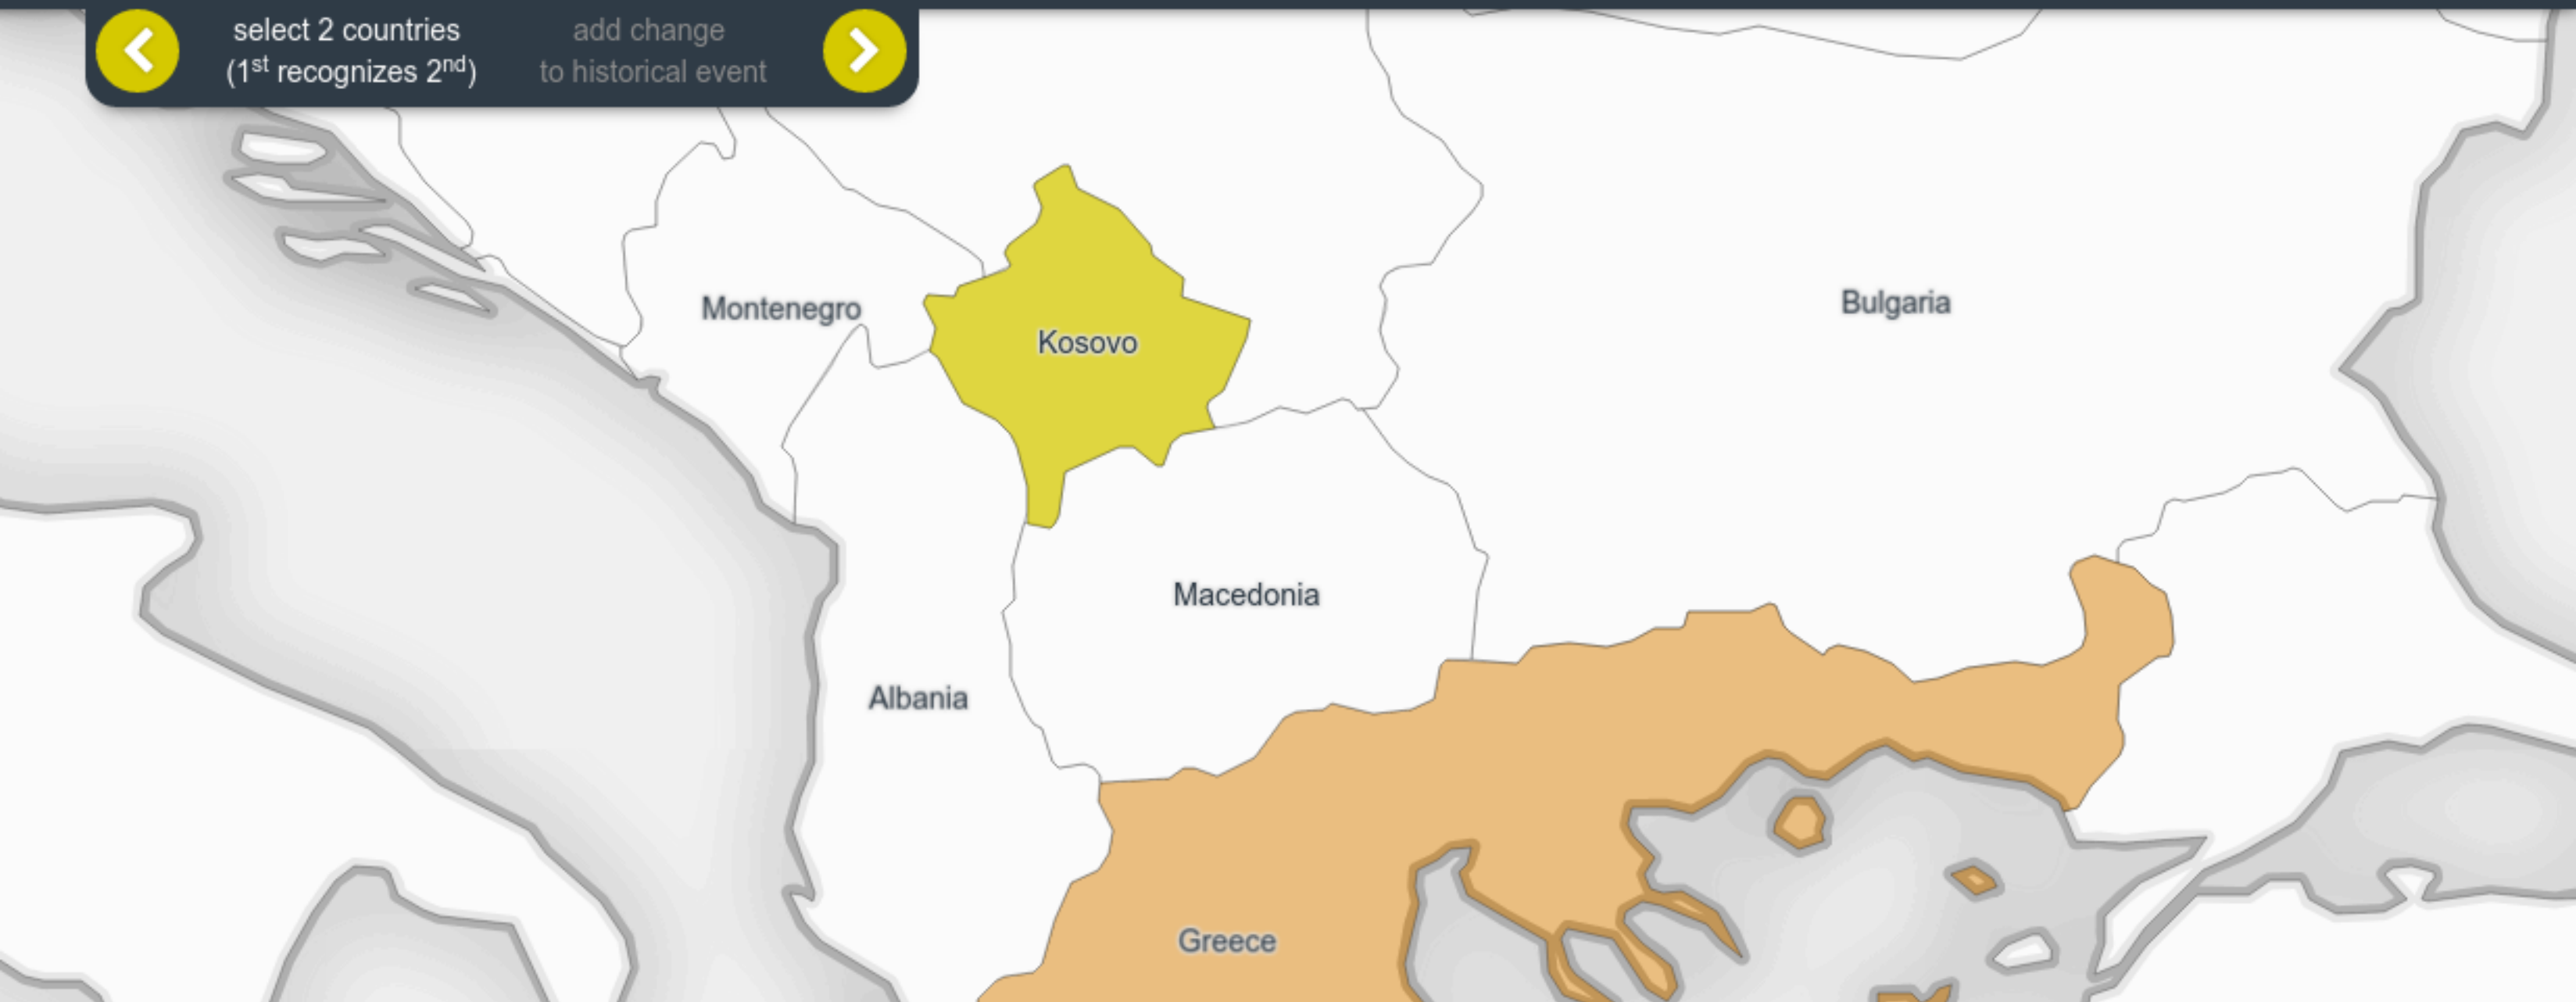 select 2 countries
(1st recognizes 2nd)
add change
to historical event
Montenegro
Bulgaria
Kosovo
Macedonia
Albania
Greece